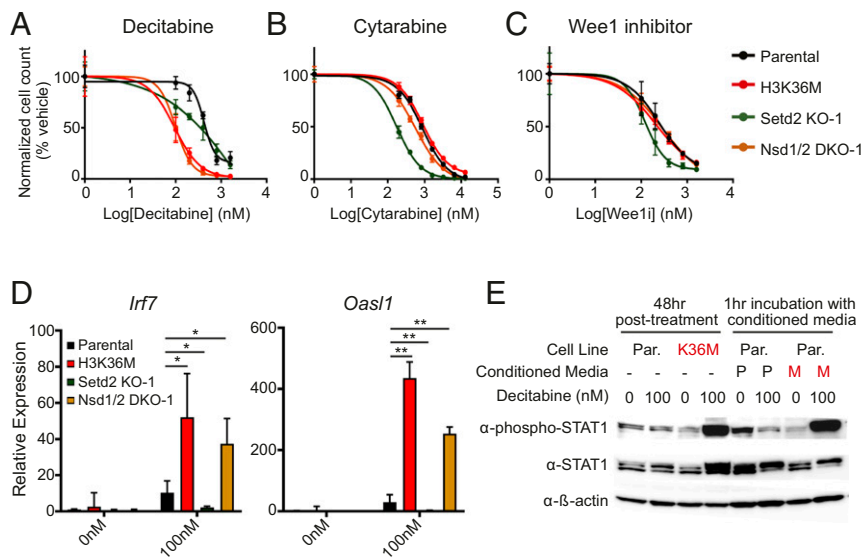 A
Decitabine
Normalized cell count
(% vehicle)
100
50
0
0 1 2 3 4
Log[Decitabine] (nM)
B
Cytarabine
100
50
0
0 1 2 3 4 5
Log[Cytarabine] (nM)
C
Wee1 inhibitor
100
50
0
0 1 2 3 4
Log[Wee1i] (nM)
Parental
H3K36M
Setd2 KO-1
Nsd1/2 DKO-1
D
Irf7
Relative Expression
100
80
60
40
20
0
Parental
H3K36M
Setd2 KO-1
Nsd1/2 DKO-1
*
*
*
0nM
100nM
Oasl1
600
400
200
0
**
**
**
0nM
100nM
E
48hr
post-treatment
1hr incubation with
conditioned media
Cell Line Par. K36M Par. Par.
Conditioned Media - - - - P P M M
Decitabine (nM) 0 100 0 100 0 100 0 100
α-phospho-STAT1
α-STAT1
α-ß-actin